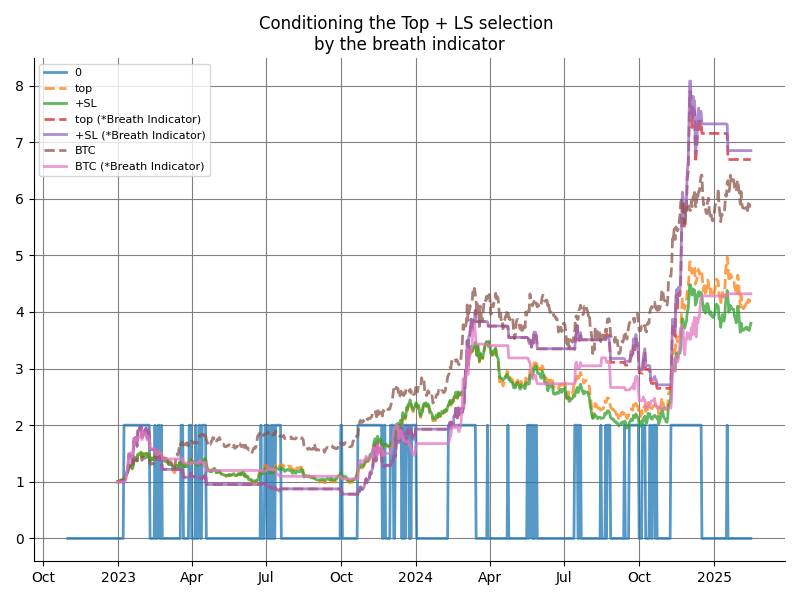 Conditioning the Top + LS selection
by the breath indicator
0
top
+SL
top (*Breath Indicator)
+SL (*Breath Indicator)
BTC
BTC (*Breath Indicator)
8
7
6
5
4
3
2
1
0
Oct
2023
Apr
Jul
Oct
2024
Apr
Jul
Oct
2025